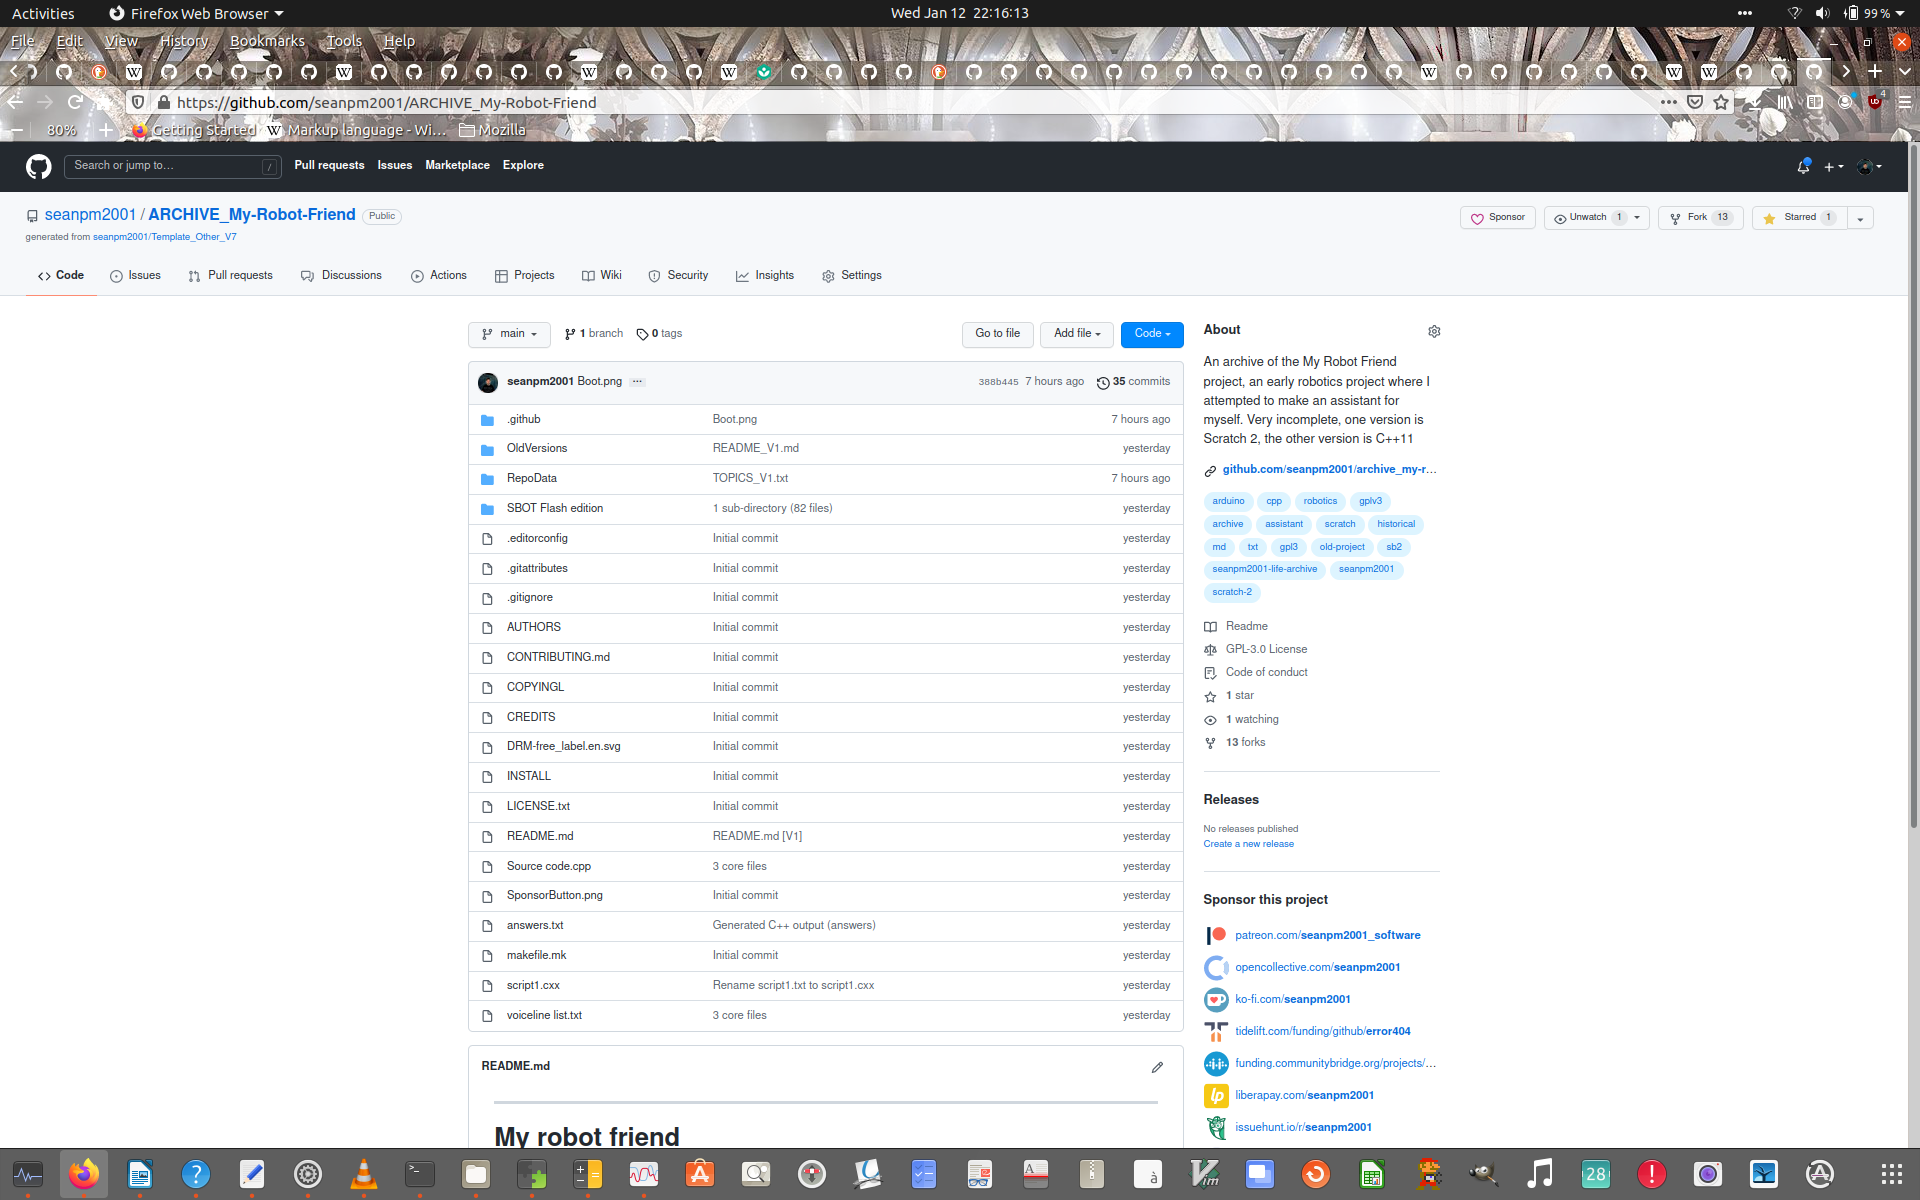 Activities Firefox Web Browser Wed Jan 12 22:16:13 99 %
File Edit View History Bookmarks Tools Help
https://github.com/seanpm2001/ARCHIVE_My-Robot-Friend 4
80% Getting Started Markup language - Wi… Mozilla
Search or jump to… / Pull requests Issues Marketplace Explore
seanpm2001 / ARCHIVE_My-Robot-Friend Public Sponsor Unwatch 1 Fork 13 Starred 1
generated from seanpm2001/Template_Other_V7
Code Issues Pull requests Discussions Actions Projects Wiki Security Insights Settings
main 1 branch 0 tags Go to file Add file Code
seanpm2001 Boot.png ... 388b445 7 hours ago 35 commits
.github Boot.png 7 hours ago
OldVersions README_V1.md yesterday
RepoData TOPICS_V1.txt 7 hours ago
SBOT Flash edition 1 sub-directory (82 files) yesterday
.editorconfig Initial commit yesterday
.gitattributes Initial commit yesterday
.gitignore Initial commit yesterday
AUTHORS Initial commit yesterday
CONTRIBUTING.md Initial commit yesterday
COPYINGL Initial commit yesterday
CREDITS Initial commit yesterday
DRM-free_label.en.svg Initial commit yesterday
INSTALL Initial commit yesterday
LICENSE.txt Initial commit yesterday
README.md README.md [V1] yesterday
Source code.cpp 3 core files yesterday
SponsorButton.png Initial commit yesterday
answers.txt Generated C++ output (answers) yesterday
makefile.mk Initial commit yesterday
script1.cxx Rename script1.txt to script1.cxx yesterday
voiceline list.txt 3 core files yesterday
README.md
My robot friend
About
An archive of the My Robot Friend
project, an early robotics project where I
attempted to make an assistant for
myself. Very incomplete, one version is
Scratch 2, the other version is C++11
github.com/seanpm2001/archive_my-r…
arduino cpp robotics gplv3
archive assistant scratch historical
md txt gpl3 old-project sb2
seanpm2001-life-archive seanpm2001
scratch-2
Readme
GPL-3.0 License
Code of conduct
1 star
1 watching
13 forks
Releases
No releases published
Create a new release
Sponsor this project
patreon.com/seanpm2001_software
opencollective.com/seanpm2001
ko-fi.com/seanpm2001
tidelift.com/funding/github/error404
funding.communitybridge.org/projects/…
liberapay.com/seanpm2001
issuehunt.io/r/seanpm2001
28